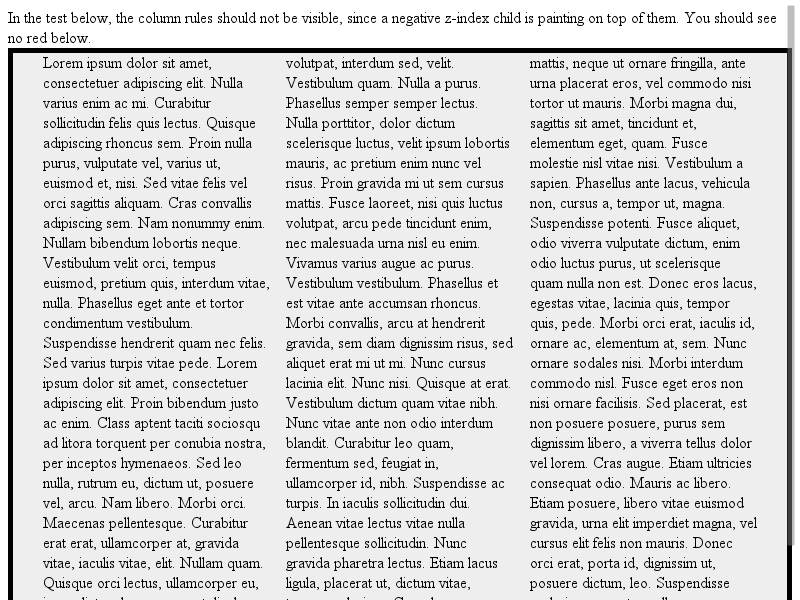 In the test below, the column rules should not be visible, since a negative z-index child is painting on top of them. You should see
no red below.
Lorem ipsum dolor sit amet,
consectetuer adipiscing elit. Nulla
varius enim ac mi. Curabitur
sollicitudin felis quis lectus. Quisque
adipiscing rhoncus sem. Proin nulla
purus, vulputate vel, varius ut,
euismod et, nisi. Sed vitae felis vel
orci sagittis aliquam. Cras convallis
adipiscing sem. Nam nonummy enim.
Nullam bibendum lobortis neque.
Vestibulum velit orci, tempus
euismod, pretium quis, interdum vitae,
nulla. Phasellus eget ante et tortor
condimentum vestibulum.
Suspendisse hendrerit quam nec felis.
Sed varius turpis vitae pede. Lorem
ipsum dolor sit amet, consectetuer
adipiscing elit. Proin bibendum justo
ac enim. Class aptent taciti sociosqu
ad litora torquent per conubia nostra,
per inceptos hymenaeos. Sed leo
nulla, rutrum eu, dictum ut, posuere
vel, arcu. Nam libero. Morbi orci.
Maecenas pellentesque. Curabitur
erat erat, ullamcorper at, gravida
vitae, iaculis vitae, elit. Nullam quam.
Quisque orci lectus, ullamcorper eu,
volutpat, interdum sed, velit.
Vestibulum quam. Nulla a purus.
Phasellus semper semper lectus.
Nulla porttitor, dolor dictum
scelerisque luctus, velit ipsum lobortis
mauris, ac pretium enim nunc vel
risus. Proin gravida mi ut sem cursus
mattis. Fusce laoreet, nisi quis luctus
volutpat, arcu pede tincidunt enim,
nec malesuada urna nisl eu enim.
Vivamus varius augue ac purus.
Vestibulum vestibulum. Phasellus et
est vitae ante accumsan rhoncus.
Morbi convallis, arcu at hendrerit
gravida, sem diam dignissim risus, sed
aliquet erat mi ut mi. Nunc cursus
lacinia elit. Nunc nisi. Quisque at erat.
Vestibulum dictum quam vitae nibh.
Nunc vitae ante non odio interdum
blandit. Curabitur leo quam,
fermentum sed, feugiat in,
ullamcorper id, nibh. Suspendisse ac
turpis. In iaculis sollicitudin dui.
Aenean vitae lectus vitae nulla
pellentesque sollicitudin. Nunc
gravida pharetra lectus. Etiam lacus
ligula, placerat ut, dictum vitae,
mattis, neque ut ornare fringilla, ante
urna placerat eros, vel commodo nisi
tortor ut mauris. Morbi magna dui,
sagittis sit amet, tincidunt et,
elementum eget, quam. Fusce
molestie nisl vitae nisi. Vestibulum a
sapien. Phasellus ante lacus, vehicula
non, cursus a, tempor ut, magna.
Suspendisse potenti. Fusce aliquet,
odio viverra vulputate dictum, enim
odio luctus purus, ut scelerisque
quam nulla non est. Donec eros lacus,
egestas vitae, lacinia quis, tempor
quis, pede. Morbi orci erat, iaculis id,
ornare ac, elementum at, sem. Nunc
ornare sodales nisi. Morbi interdum
commodo nisl. Fusce eget eros non
nisi ornare facilisis. Sed placerat, est
non posuere posuere, purus sem
dignissim libero, a viverra tellus dolor
vel lorem. Cras augue. Etiam ultricies
consequat odio. Mauris ac libero.
Etiam posuere, libero vitae euismod
gravida, urna elit imperdiet magna, vel
cursus elit felis non mauris. Donec
orci erat, porta id, dignissim ut,
posuere dictum, leo. Suspendisse